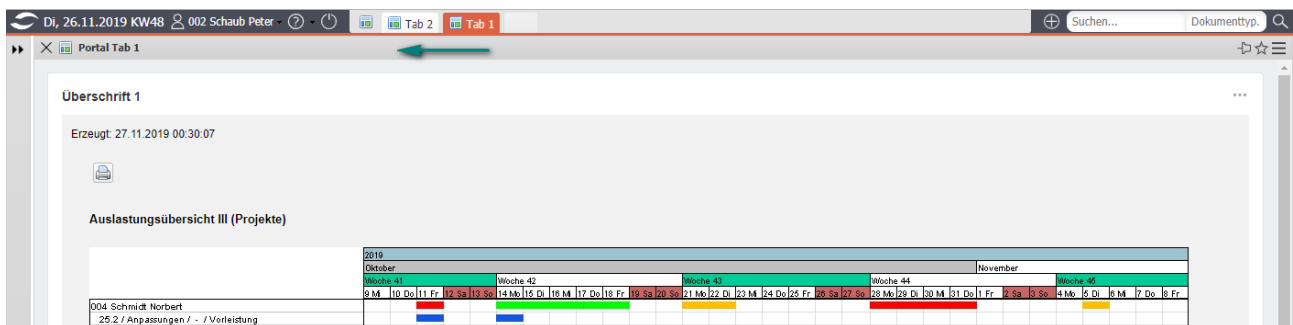 Di, 26.11.2019 KW48 002 Schaub Peter Tab 2 Tab 1 Suchen... Dokumenttyp.
Portal Tab 1
Überschrift 1
Erzeugt: 27.11.2019 00:30:07
Auslastungsübersicht III (Projekte)
2019
Oktober November
Woche 41 Woche 42 Woche 43 Woche 44 Woche 45
9 Mi 10 Do 11 Fr 12 Sa 13 So 14 Mo 15 Di 16 Mi 17 Do 18 Fr 19 Sa 20 So 21 Mo 22 Di 23 Mi 24 Do 25 Fr 26 Sa 27 So 28 Mo 29 Di 30 Mi 31 Do 1 Fr 2 Sa 3 So 4 Mo 5 Di 6 Mi 7 Do 8 Fr
004 Schmidt Norbert
25.2 / Anpassungen / - / Vorleistung